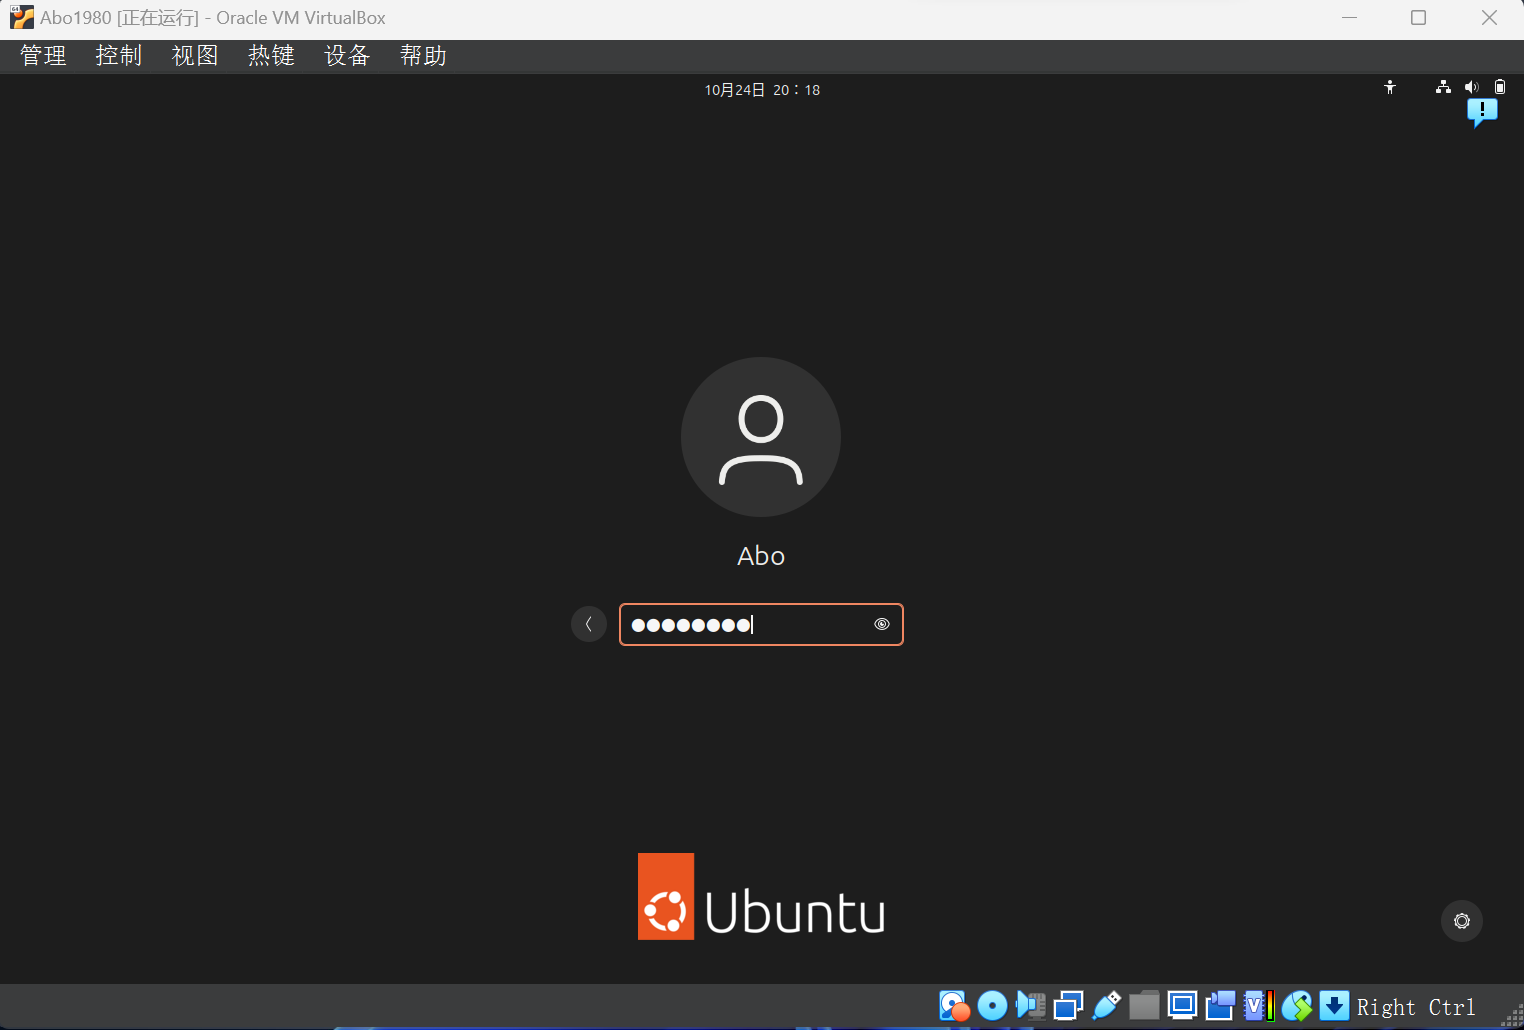 Abo1980 [正在运行] - Oracle VM VirtualBox
管理 控制 视图 热键 设备 帮助
10月24日 20：18
Abo
Ubuntu
Right Ctrl